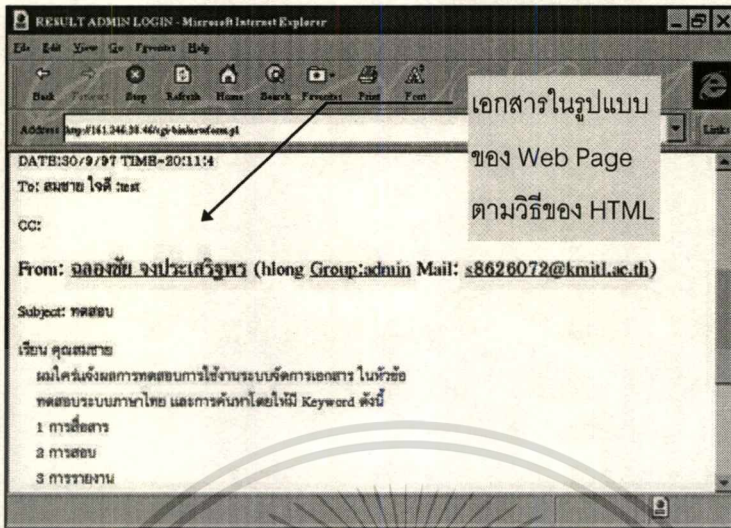 RESULT ADMIN LOGIN - Microsoft Internet Explorer
File Edit View Go Favorites Help
Back Forward Stop Refresh Home Search Favorites Print Font
Address Links
เอกสารในรูปแบบ
ของ Web Page
ตามวิธีของ HTML
DATE:30/9/97 TIME=20:11:4
To: สมชาย ใจดี :test
CC:
From: ฉลองชัย จงประเสริฐพร (hlong Group:admin Mail: s8626072@kmitl.ac.th)
Subject: ทดสอบ
เรียน คุณสมชาย
ผมใคร่แจ้งผลการทดสอบการใช้งานระบบจัดการเอกสาร ในหัวข้อ
ทดสอบระบบภาษาไทย และการค้นหาโดยให้มี Keyword ดังนี้
1 การสื่อสาร
2 การสอบ
3 การรายงาน